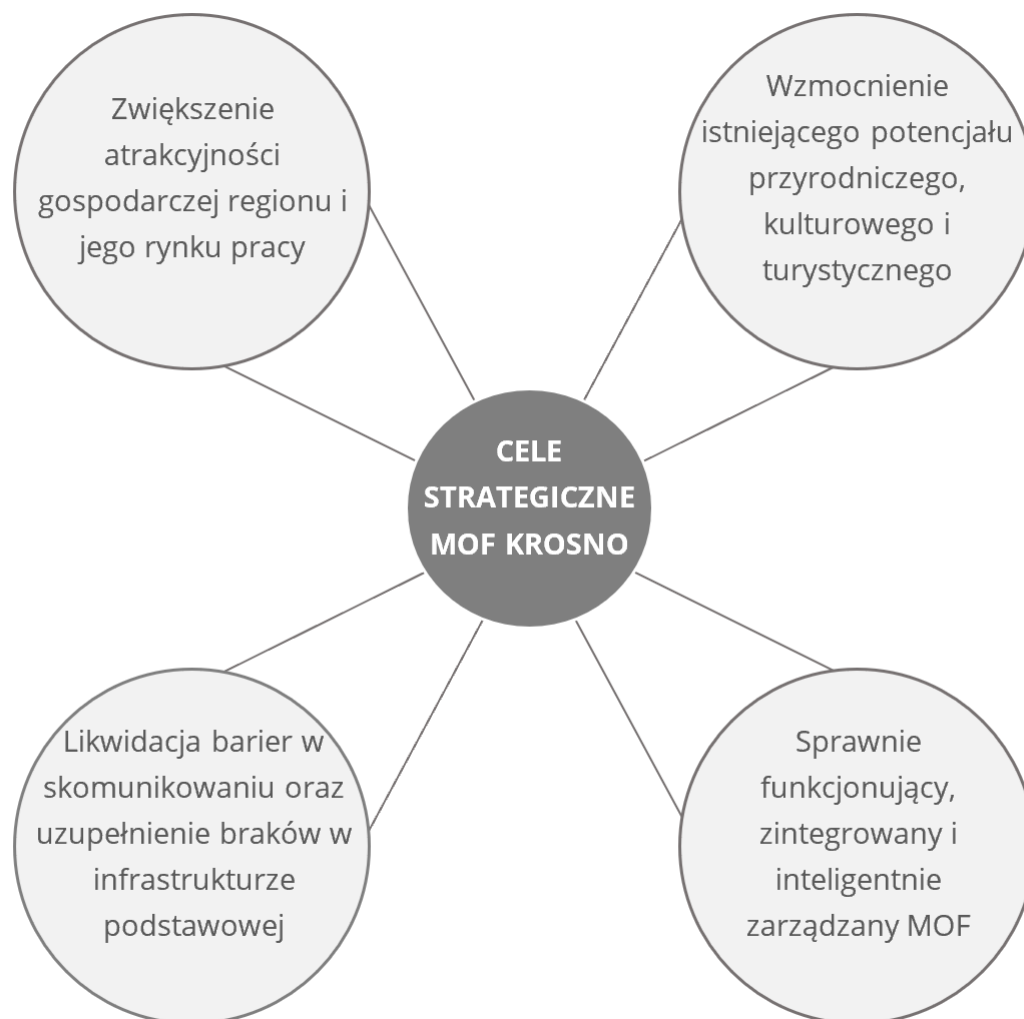 Zwiększenie
atrakcyjności
gospodarczej regionu i
jego rynku pracy
Wzmocnienie
istniejącego potencjału
przyrodniczego,
kulturowego i
turystycznego
CELE
STRATEGICZNE
MOF KROSNO
Likwidacja barier w
skomunikowaniu oraz
uzupełnienie braków w
infrastrukturze
podstawowej
Sprawnie
funkcjonujący,
zintegrowany i
inteligentnie
zarządzany MOF